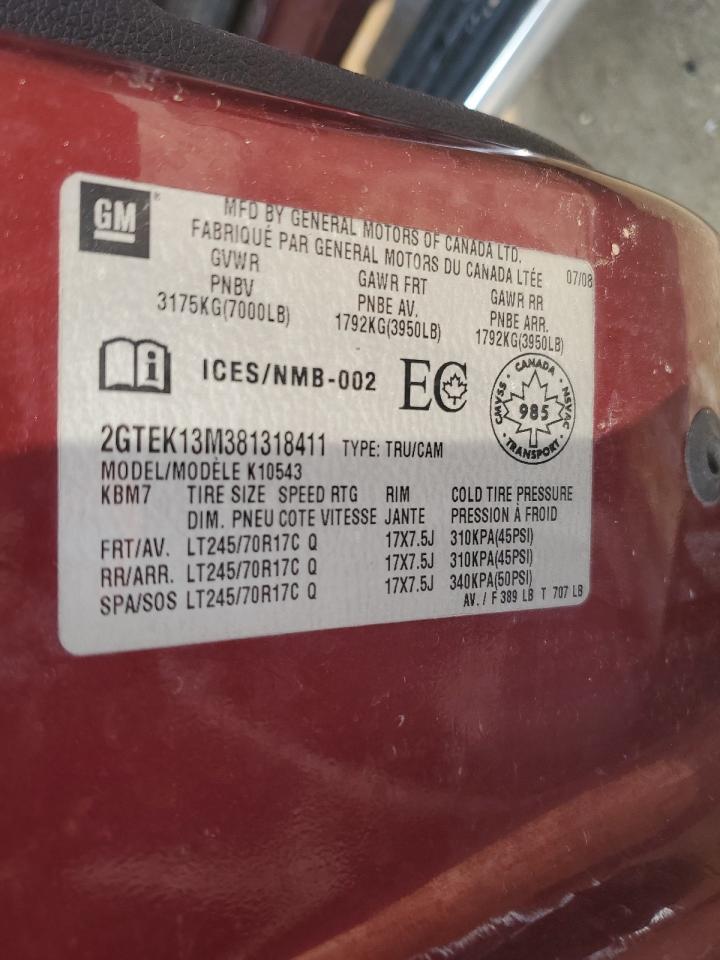 GM
MFD BY GENERAL MOTORS OF CANADA LTD.
FABRIQUÉ PAR GENERAL MOTORS DU CANADA LTÉE 07/08
GVWR GAWR FRT GAWR RR
PNBV PNBE AV. PNBE ARR.
3175KG(7000LB) 1792KG(3950LB) 1792KG(3950LB)
i ICES/NMB-002 EC
CANADA
CMVSS 985 NSVAC
TRANSPORT
2GTEK13M381318411 TYPE: TRU/CAM
MODEL/MODÈLE K10543
KBM7 TIRE SIZE SPEED RTG RIM COLD TIRE PRESSURE
DIM. PNEU COTE VITESSE JANTE PRESSION À FROID
FRT/AV. LT245/70R17C Q 17X7.5J 310KPA(45PSI)
RR/ARR. LT245/70R17C Q 17X7.5J 310KPA(45PSI)
SPA/SOS LT245/70R17C Q 17X7.5J 340KPA(50PSI)
AV. / F 389 LB T 707 LB